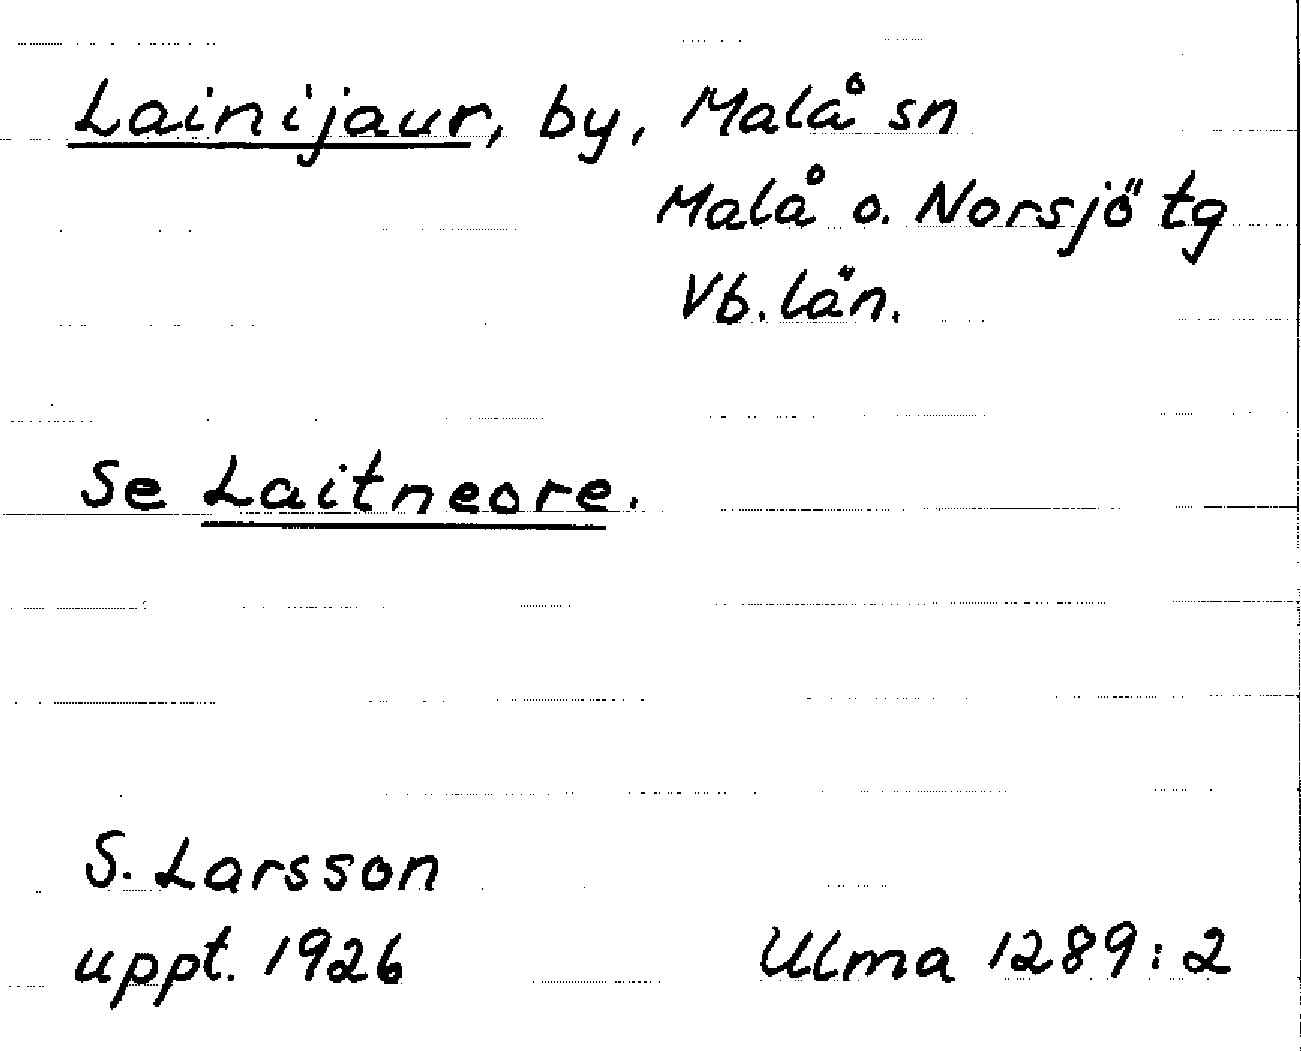 Lainijaur, by, Malå sn
Malå o. Norsjö tg
Vb. län.
Se Laitneore.
S. Larsson
uppt. 1926
Ulma 1289:2